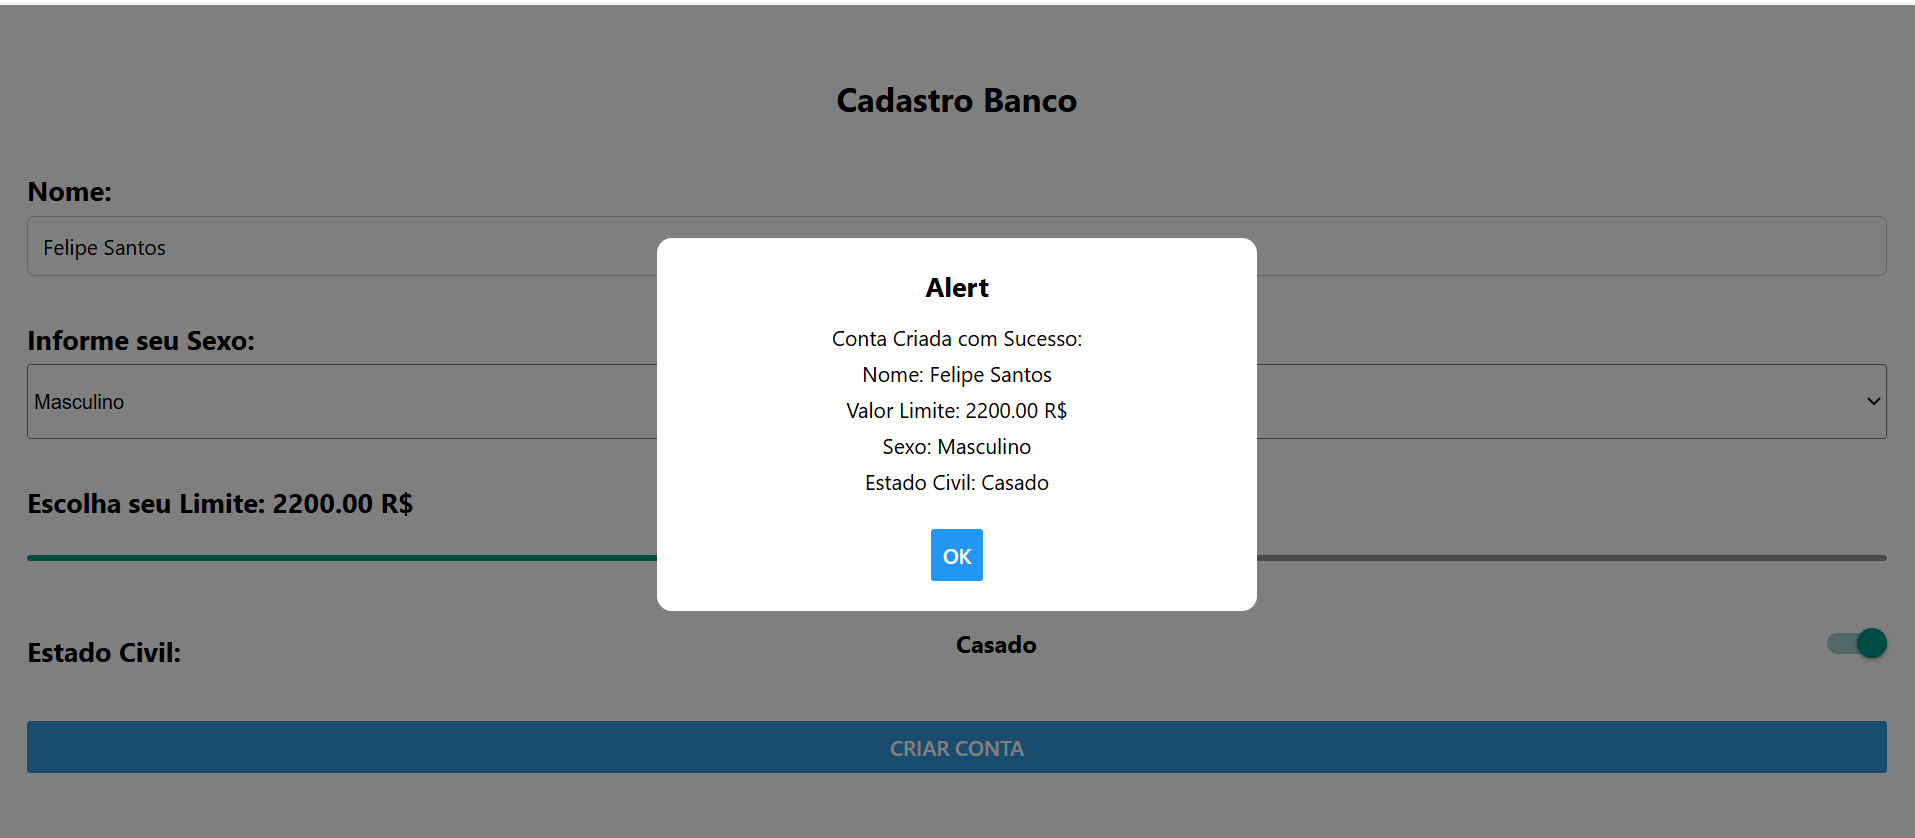 Cadastro Banco
Nome:
Felipe Santos
Informe seu Sexo:
Masculino
Escolha seu Limite: 2200.00 R$
Estado Civil:
Casado
CRIAR CONTA
Alert
Conta Criada com Sucesso:
Nome: Felipe Santos
Valor Limite: 2200.00 R$
Sexo: Masculino
Estado Civil: Casado
OK